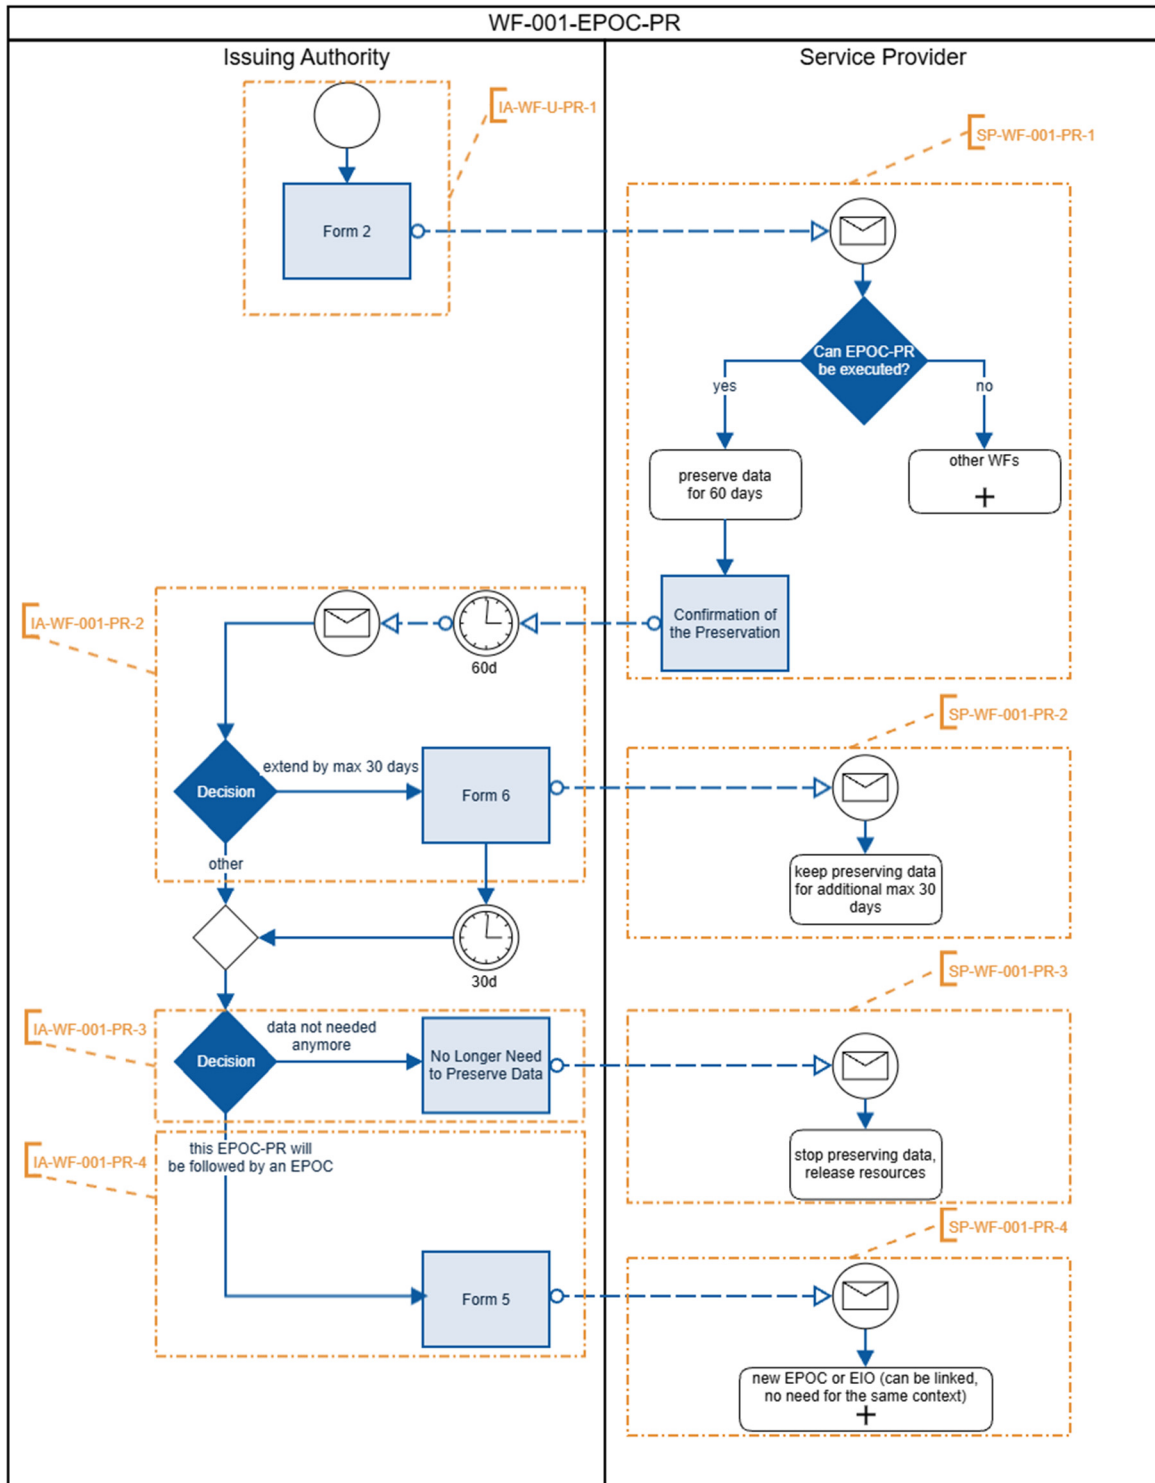 WF-001-EPOC-PR
Issuing Authority
Service Provider
IA-WF-U-PR-1
SP-WF-001-PR-1
Form 2
Can EPOC-PR
be executed?
yes
no
preserve data
for 60 days
other WFs
IA-WF-001-PR-2
Confirmation of
the Preservation
60d
SP-WF-001-PR-2
Decision
extend by max 30 days
Form 6
other
keep preserving data
for additional max 30
days
30d
SP-WF-001-PR-3
IA-WF-001-PR-3
Decision
data not needed
anymore
No Longer Need
to Preserve Data
IA-WF-001-PR-4
this EPOC-PR will
be followed by an EPOC
stop preserving data,
release resources
SP-WF-001-PR-4
Form 5
new EPOC or EIO (can be linked,
no need for the same context)